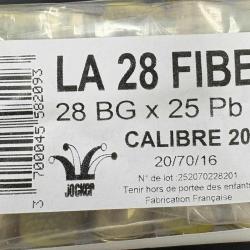 LA 28 FIBE
28 BG x 25 Pb
CALIBRE 20
20/70/16
N° de lot :252070228201
Tenir hors de portée des enfants
Fabrication Française
JOCKER
3 700045 582093